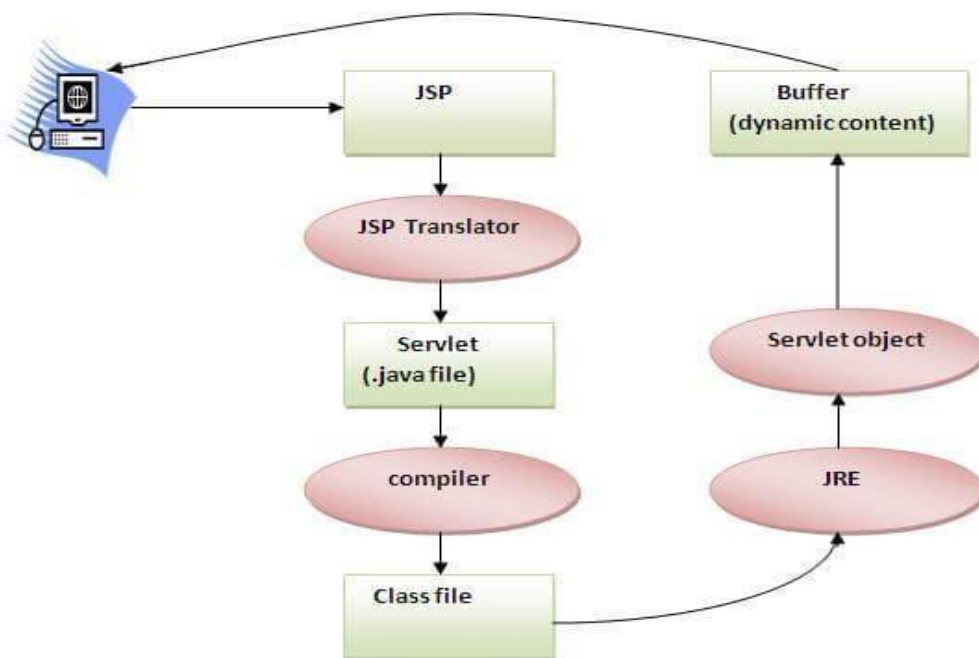 JSP
Buffer
(dynamic content)
JSP Translator
Servlet
(.java file)
Servlet object
compiler
JRE
Class file